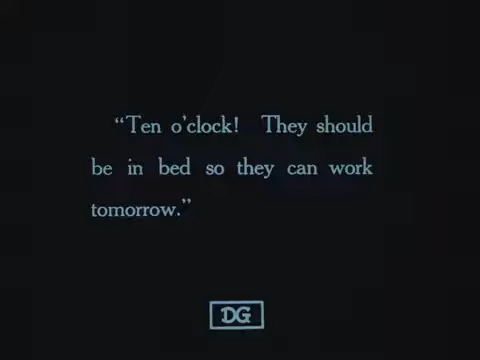 “Ten o'clock! They should
be in bed so they can work
tomorrow.”
DG